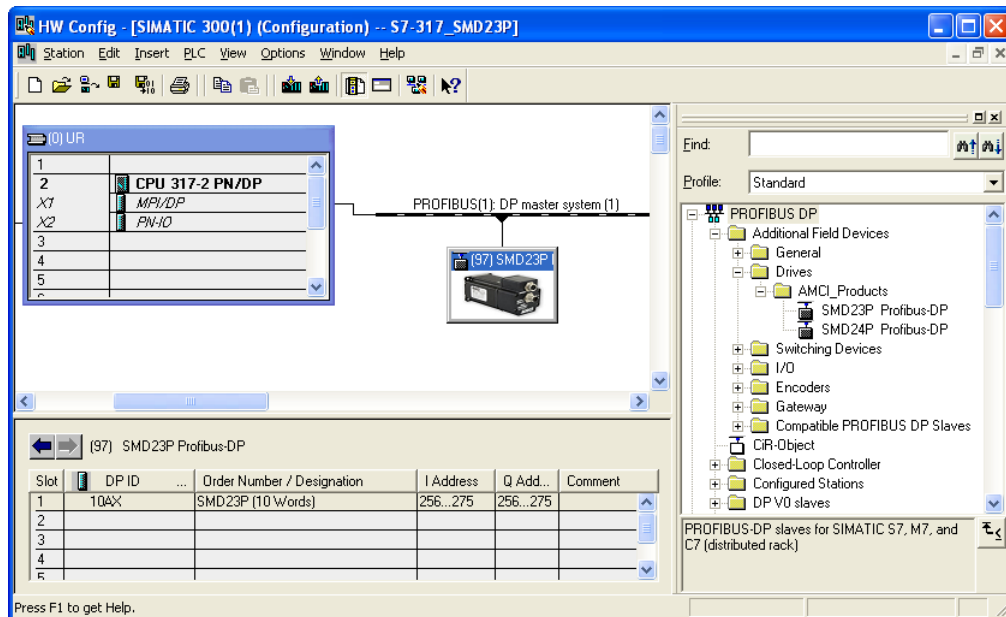 HW Config - [SIMATIC 300(1) (Configuration) -- S7-317_SMD23P]
Station Edit Insert PLC View Options Window Help
(0) UR
1
2 CPU 317-2 PN/DP
X1 MPI/DP
X2 PN-IO
3
4
5
PROFIBUS(1): DP master system (1)
(97) SMD23P
Find:
Profile: Standard
PROFIBUS DP
Additional Field Devices
General
Drives
AMCI_Products
SMD23P Profibus-DP
SMD24P Profibus-DP
Switching Devices
I/O
Encoders
Gateway
Compatible PROFIBUS DP Slaves
CiR-Object
Closed-Loop Controller
Configured Stations
DP V0 slaves
PROFIBUS-DP slaves for SIMATIC S7, M7, and
C7 (distributed rack)
(97) SMD23P Profibus-DP
Slot DP ID ... Order Number / Designation I Address Q Add... Comment
1 10AX SMD23P (10 Words) 256...275 256...275
2
3
4
5
Press F1 to get Help.